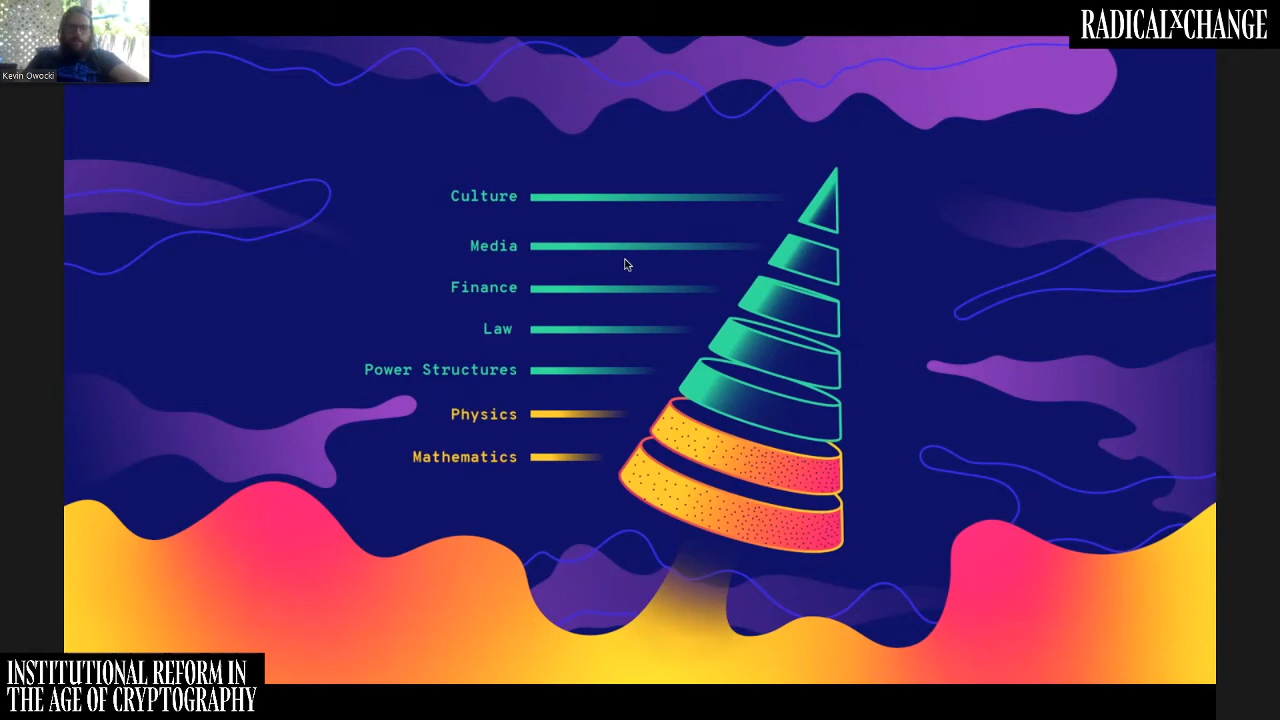 Kevin Owocki
RADICALXCHANGE
Culture
Media
Finance
Law
Power Structures
Physics
Mathematics
INSTITUTIONAL REFORM IN
THE AGE OF CRYPTOGRAPHY